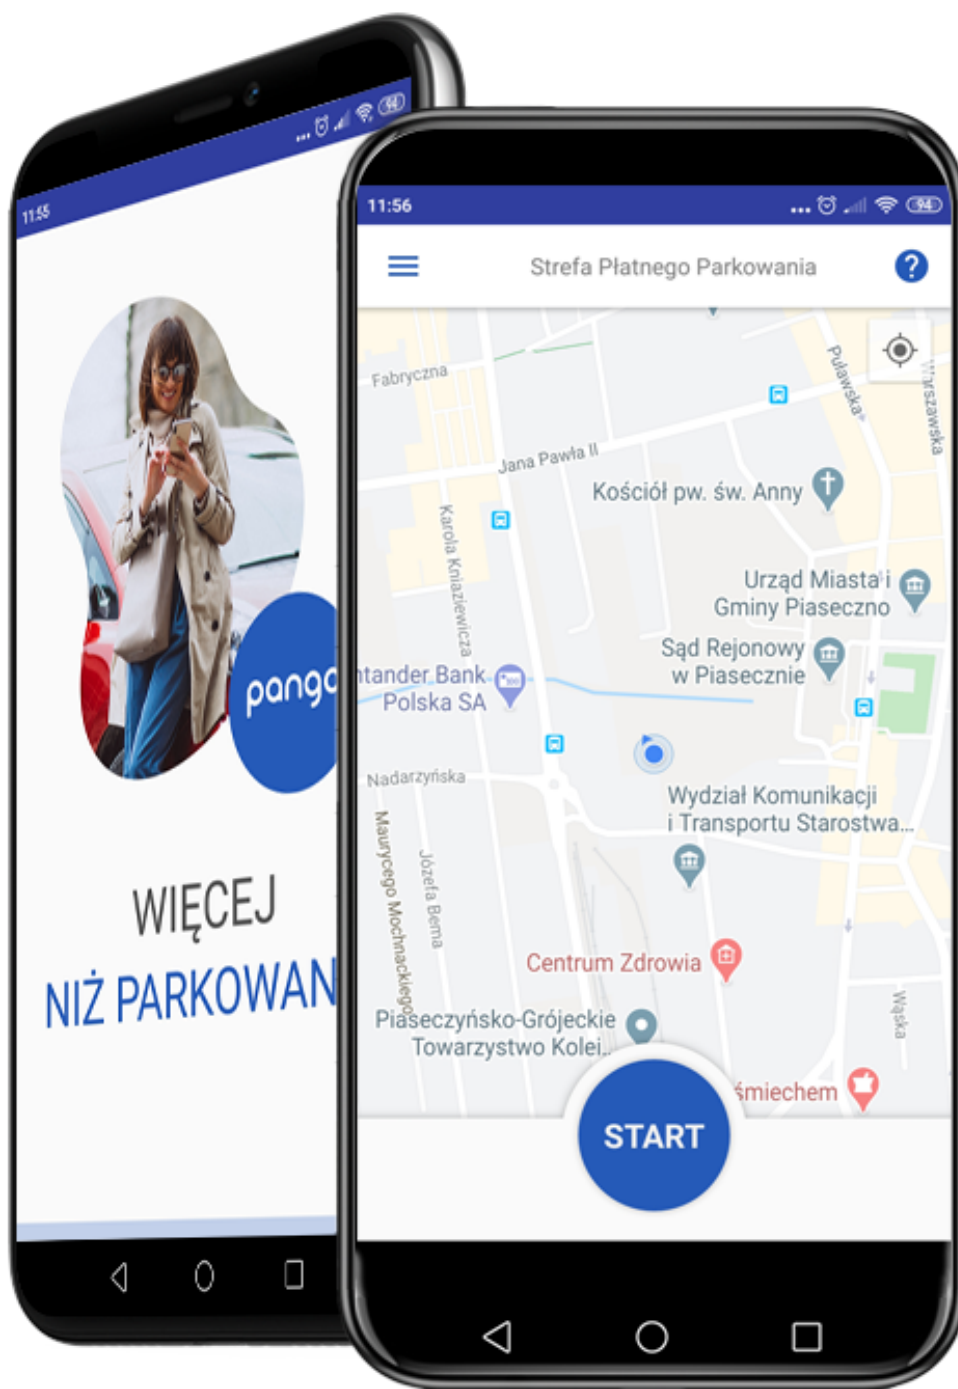 11:55
94
pango
WIĘCEJ
NIŻ PARKOWAN
11:56
94
Strefa Płatnego Parkowania
?
Fabryczna
Puławska
Warszawska
Jana Pawła II
Kościół pw. św. Anny
Karola Kniaziewicza
Urząd Miasta i
Gminy Piaseczno
Sąd Rejonowy
w Piasecznie
ntander Bank
Polska SA
Nadarzyńska
Wydział Komunikacji
i Transportu Starostwa...
Maurycego Mochnackiego
Józefa Bema
Centrum Zdrowia
Wąska
Piaseczyńsko-Grójeckie
Towarzystwo Kolei...
śmiechem
START